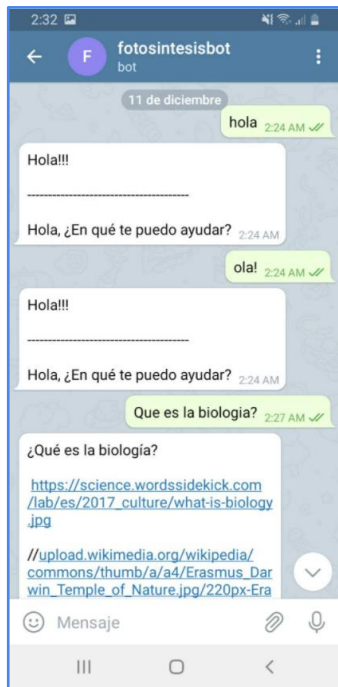 2:32
F
fotosintesisbot
bot
11 de diciembre
hola 2:24 AM
Hola!!!
---------------------------------------
Hola, ¿En qué te puedo ayudar? 2:24 AM
ola! 2:24 AM
Hola!!!
---------------------------------------
Hola, ¿En qué te puedo ayudar? 2:24 AM
Que es la biologia? 2:27 AM
¿Qué es la biología?
https://science.wordssidekick.com
/lab/es/2017_culture/what-is-biology
.jpg
//upload.wikimedia.org/wikipedia/
commons/thumb/a/a4/Erasmus_Dar
win_Temple_of_Nature.jpg/220px-Era
Mensaje